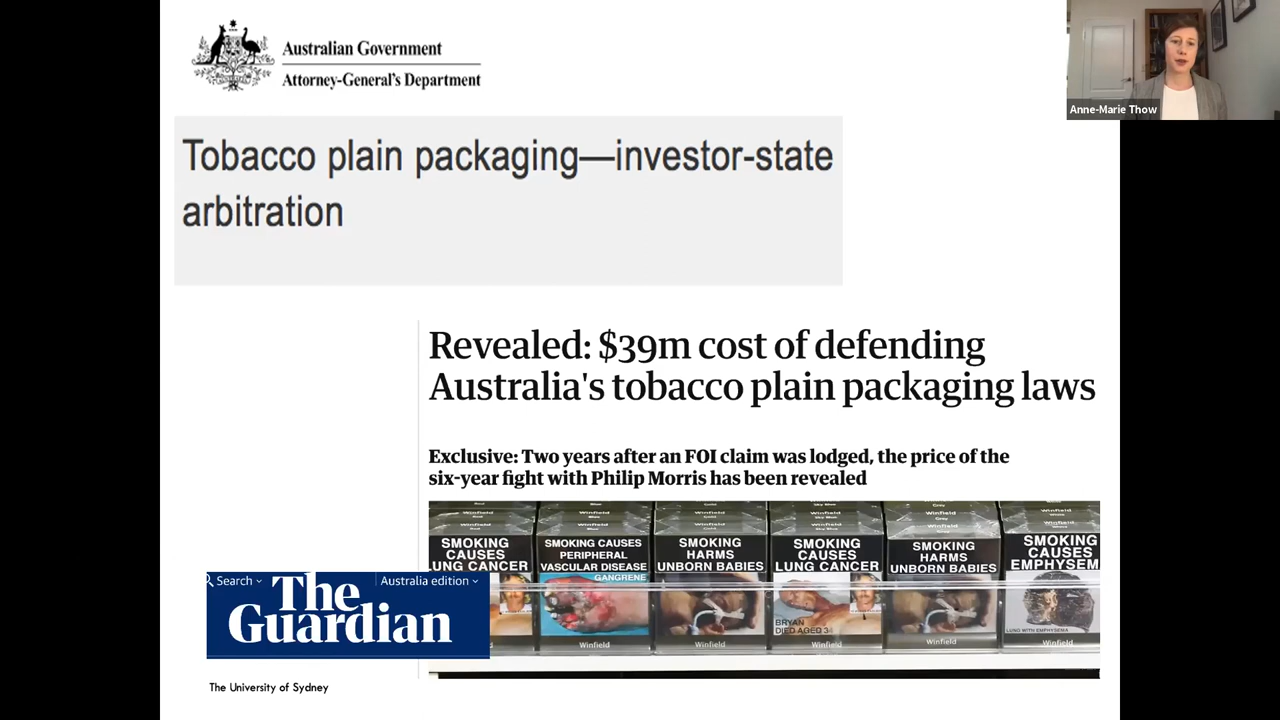 Australian Government
Attorney-General's Department
Anne-Marie Thow
Tobacco plain packaging—investor-state
arbitration
Revealed: $39m cost of defending
Australia's tobacco plain packaging laws
Exclusive: Two years after an FOI claim was lodged, the price of the
six-year fight with Philip Morris has been revealed
SMOKING
CAUSES
LUNG CANCER
SMOKING CAUSES
PERIPHERAL
VASCULAR DISEASE
GANGRENE
Winfield
SMOKING
HARMS
UNBORN BABIES
Winfield
SMOKING
CAUSES
LUNG CANCER
BRYAN
DIED AGED 34
Winfield
SMOKING
HARMS
UNBORN BABIES
Winfield
SMOKING
CAUSES
EMPHYSEM
LUNG WITH EMPHYSEMA
Winfield
Search
Australia edition
The
Guardian
The University of Sydney